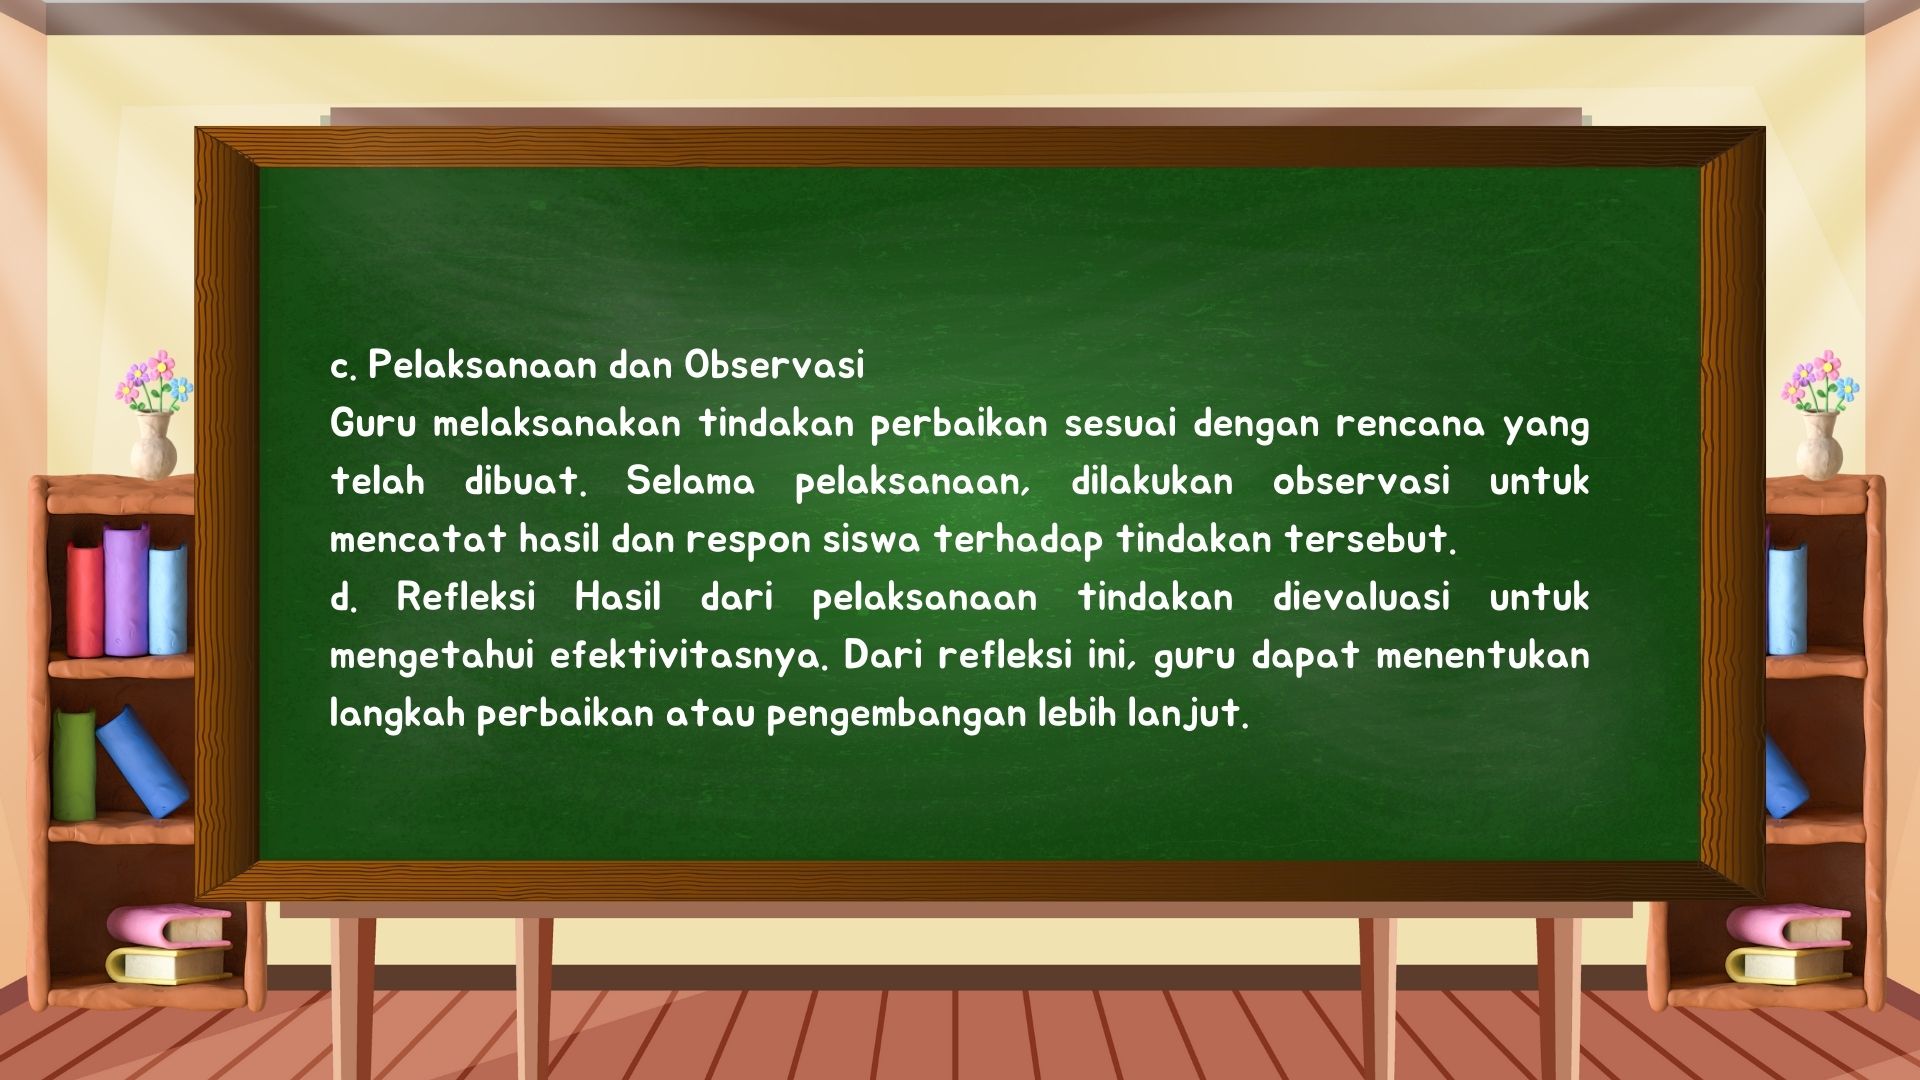 c. Pelaksanaan dan Observasi
Guru melaksanakan tindakan perbaikan sesuai dengan rencana yang
telah dibuat. Selama pelaksanaan, dilakukan observasi untuk
mencatat hasil dan respon siswa terhadap tindakan tersebut.
d. Refleksi Hasil dari pelaksanaan tindakan dievaluasi untuk
mengetahui efektivitasnya. Dari refleksi ini, guru dapat menentukan
langkah perbaikan atau pengembangan lebih lanjut.